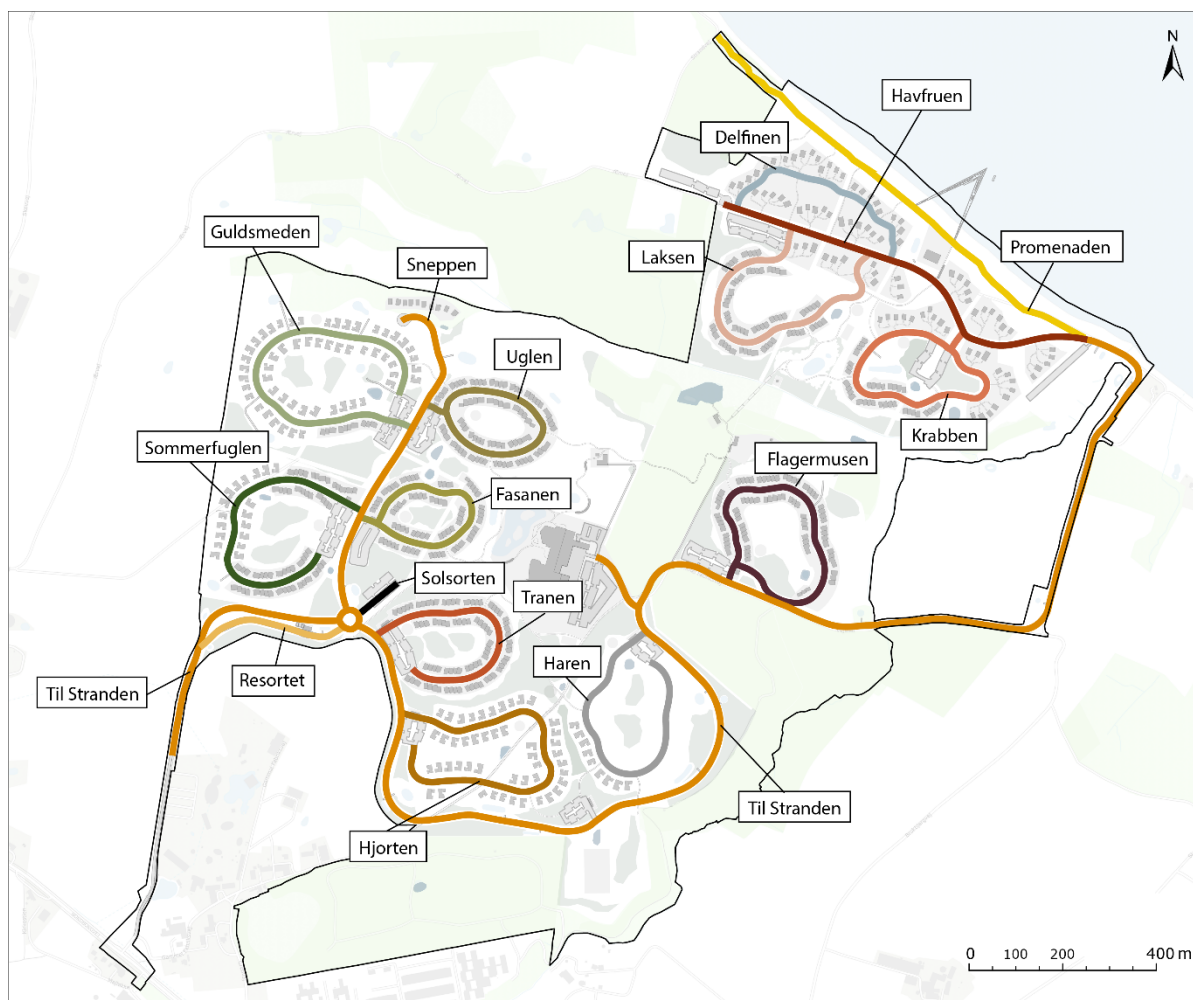 N
Havfruen
Delfinen
Guldsmeden
Sneppen
Laksen
Promenaden
Uglen
Sommerfuglen
Krabben
Flagermusen
Fasanen
Solsorten
Tranen
Haren
Til Stranden
Resortet
Til Stranden
Hjorten
0 100 200 400 m